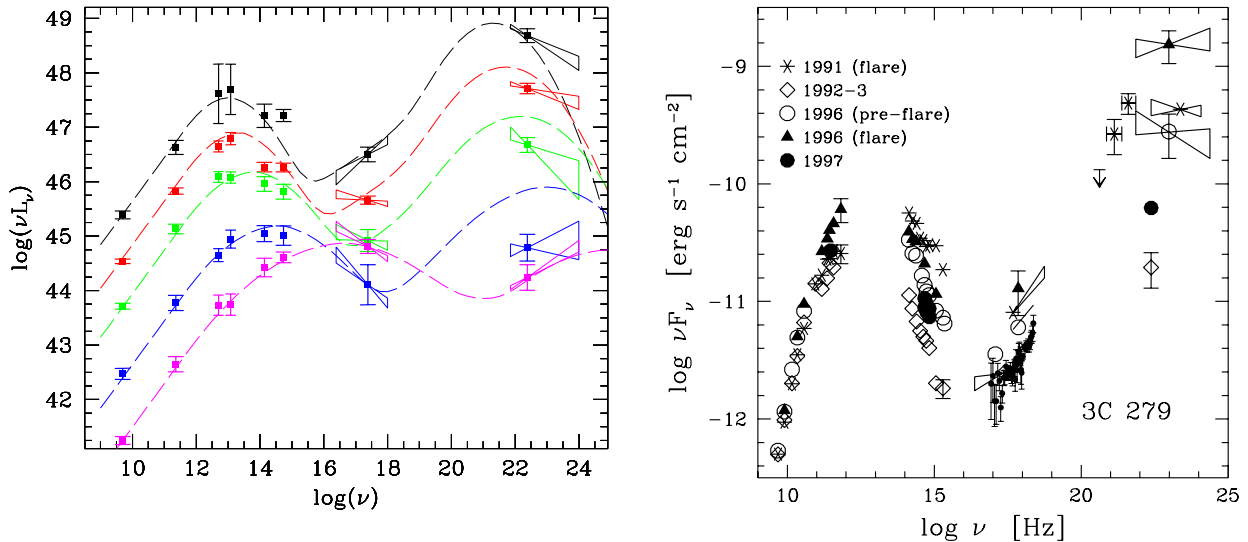 49
48
47
46
45
44
43
42
log(νL_ν)
10 12 14 16 18 20 22 24
log(ν)
-9
-10
-11
-12
log νF_ν [erg s⁻¹ cm⁻²]
1991 (flare)
1992-3
1996 (pre-flare)
1996 (flare)
1997
3C 279
10 15 20 25
log ν [Hz]